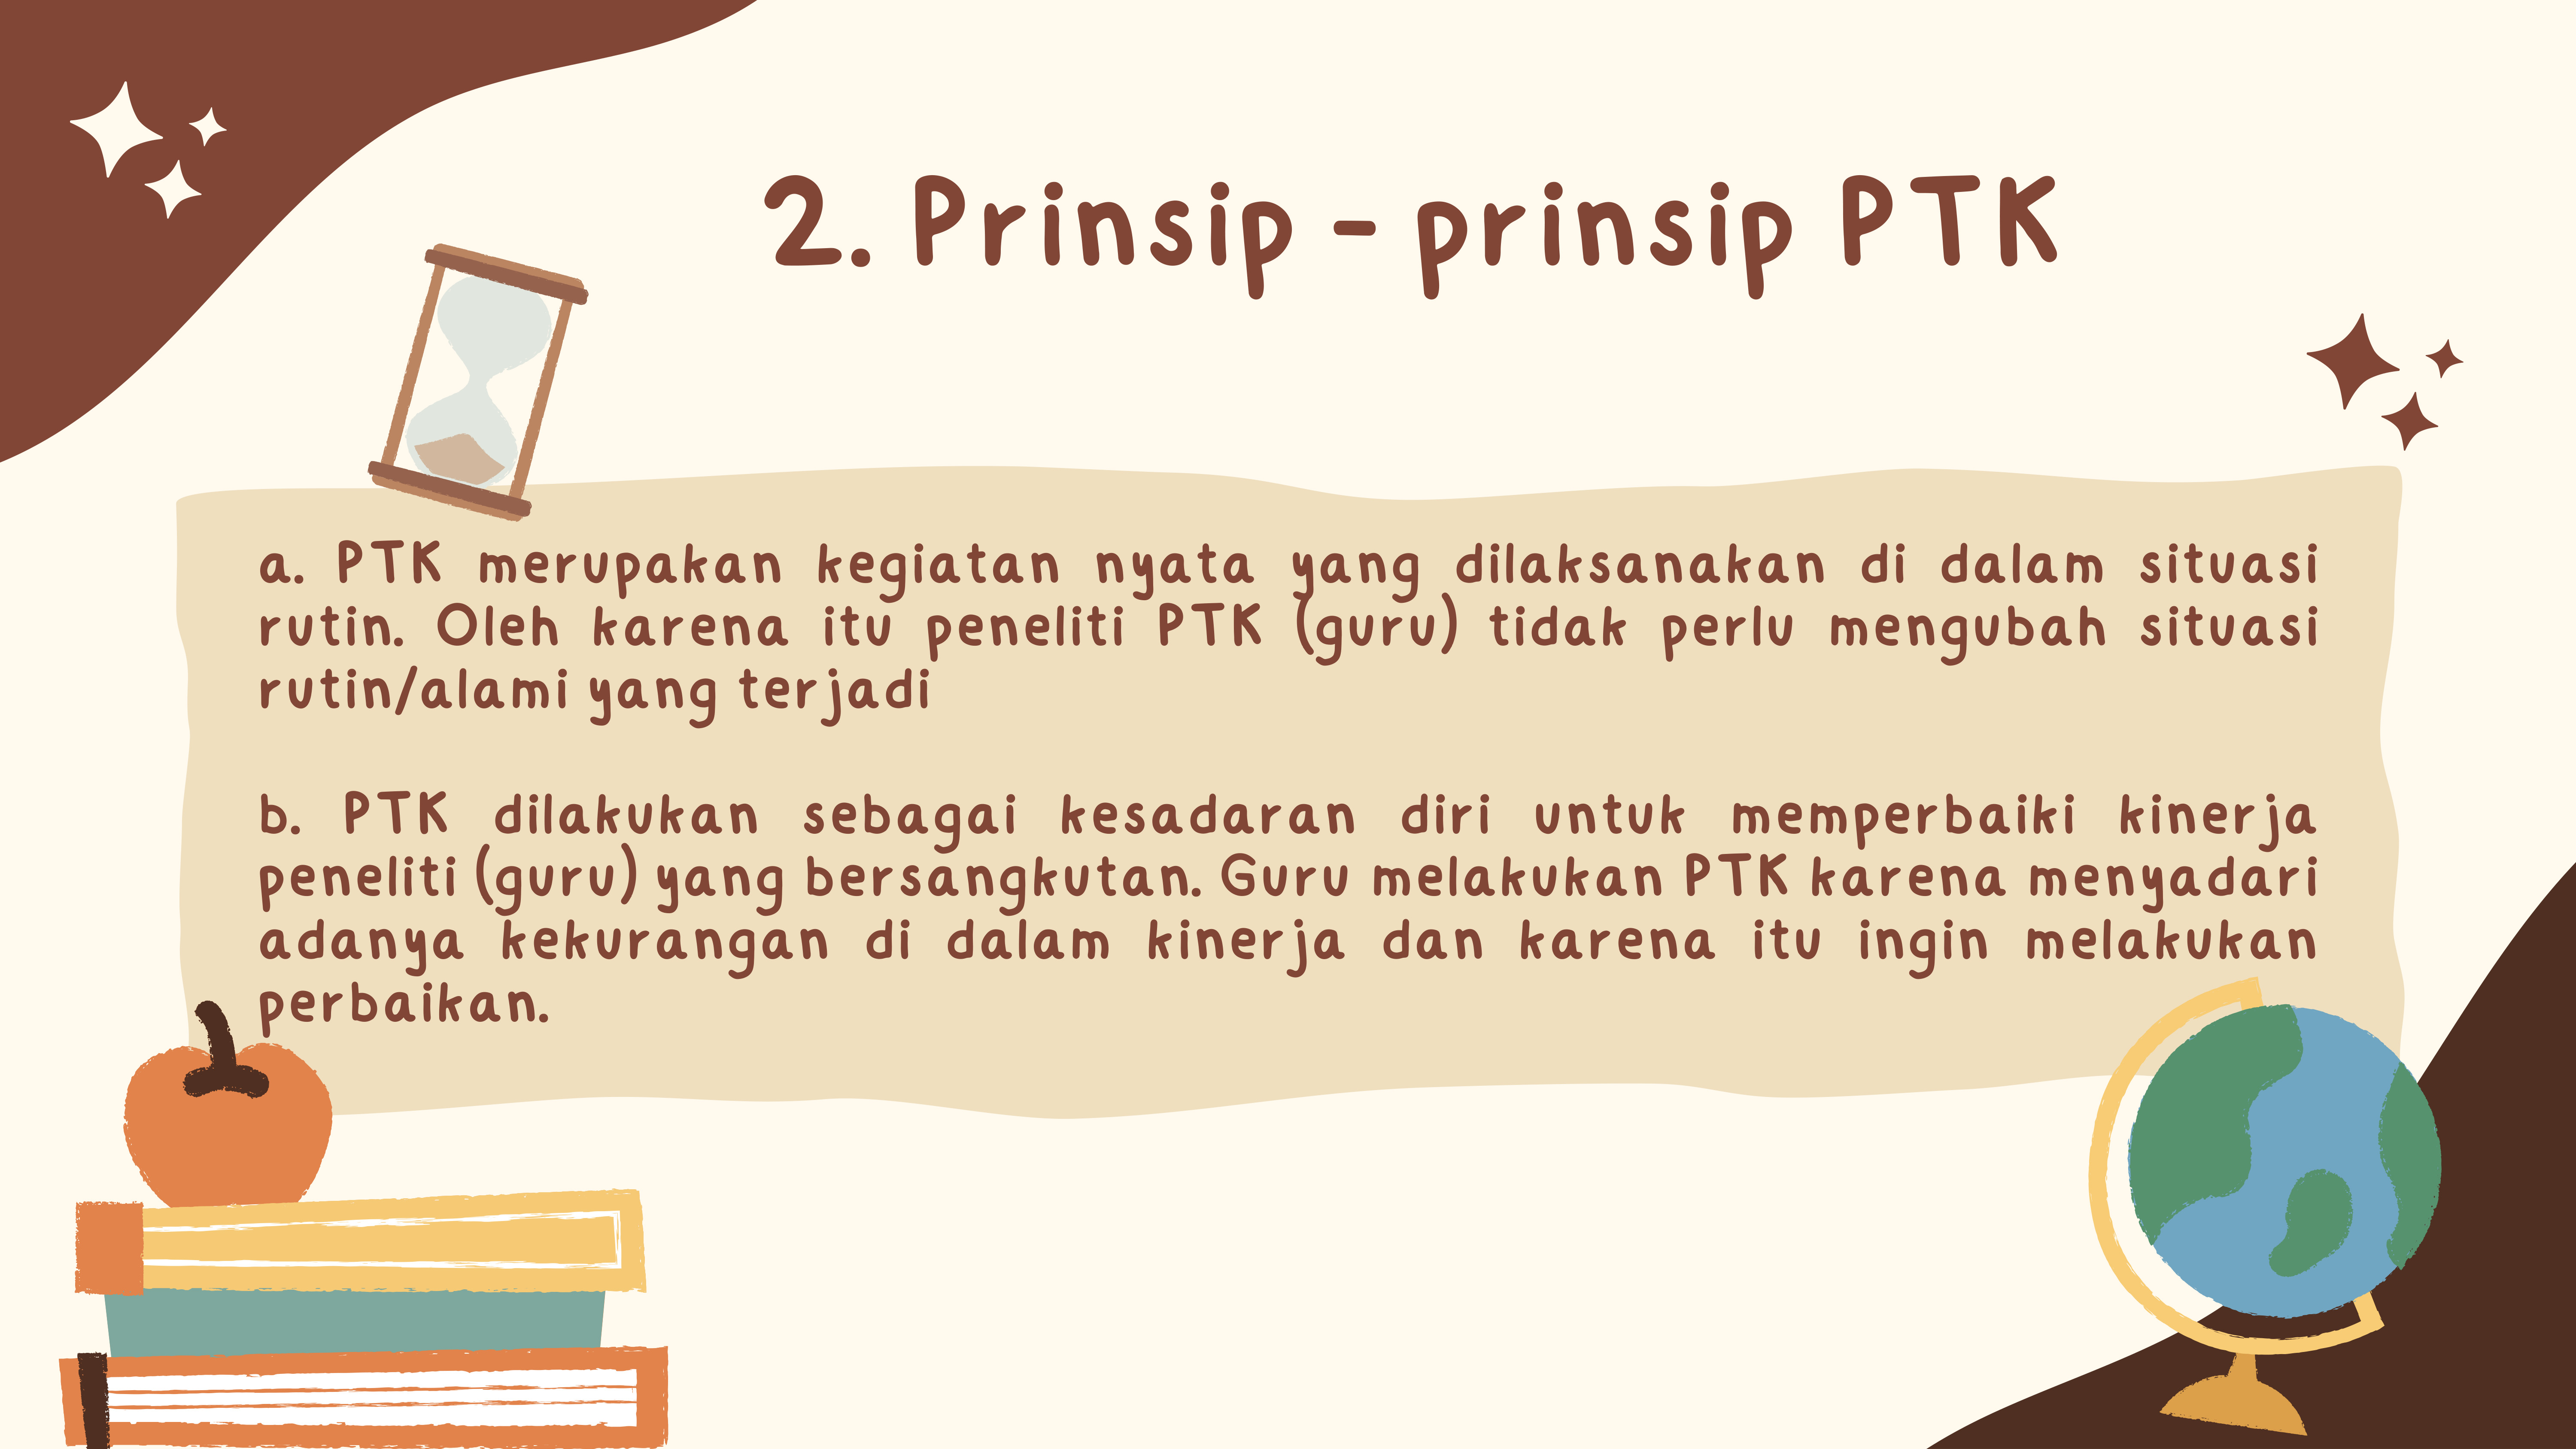 2. Prinsip - prinsip PTK
a. PTK merupakan kegiatan nyata yang dilaksanakan di dalam situasi
rutin. Oleh karena itu peneliti PTK (guru) tidak perlu mengubah situasi
rutin/alami yang terjadi
b. PTK dilakukan sebagai kesadaran diri untuk memperbaiki kinerja
peneliti (guru) yang bersangkutan. Guru melakukan PTK karena menyadari
adanya kekurangan di dalam kinerja dan karena itu ingin melakukan
perbaikan.